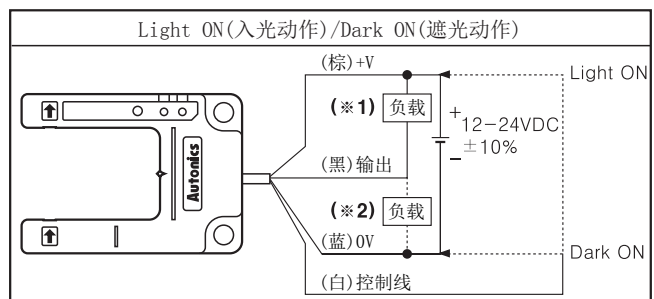 Light ON(入光动作)/Dark ON(遮光动作)
(棕)+V
Light ON
(※1) 负载
+
12-24VDC
±10%
−
Autonics
(黑)输出
(※2) 负载
(蓝)0V
Dark ON
(白)控制线